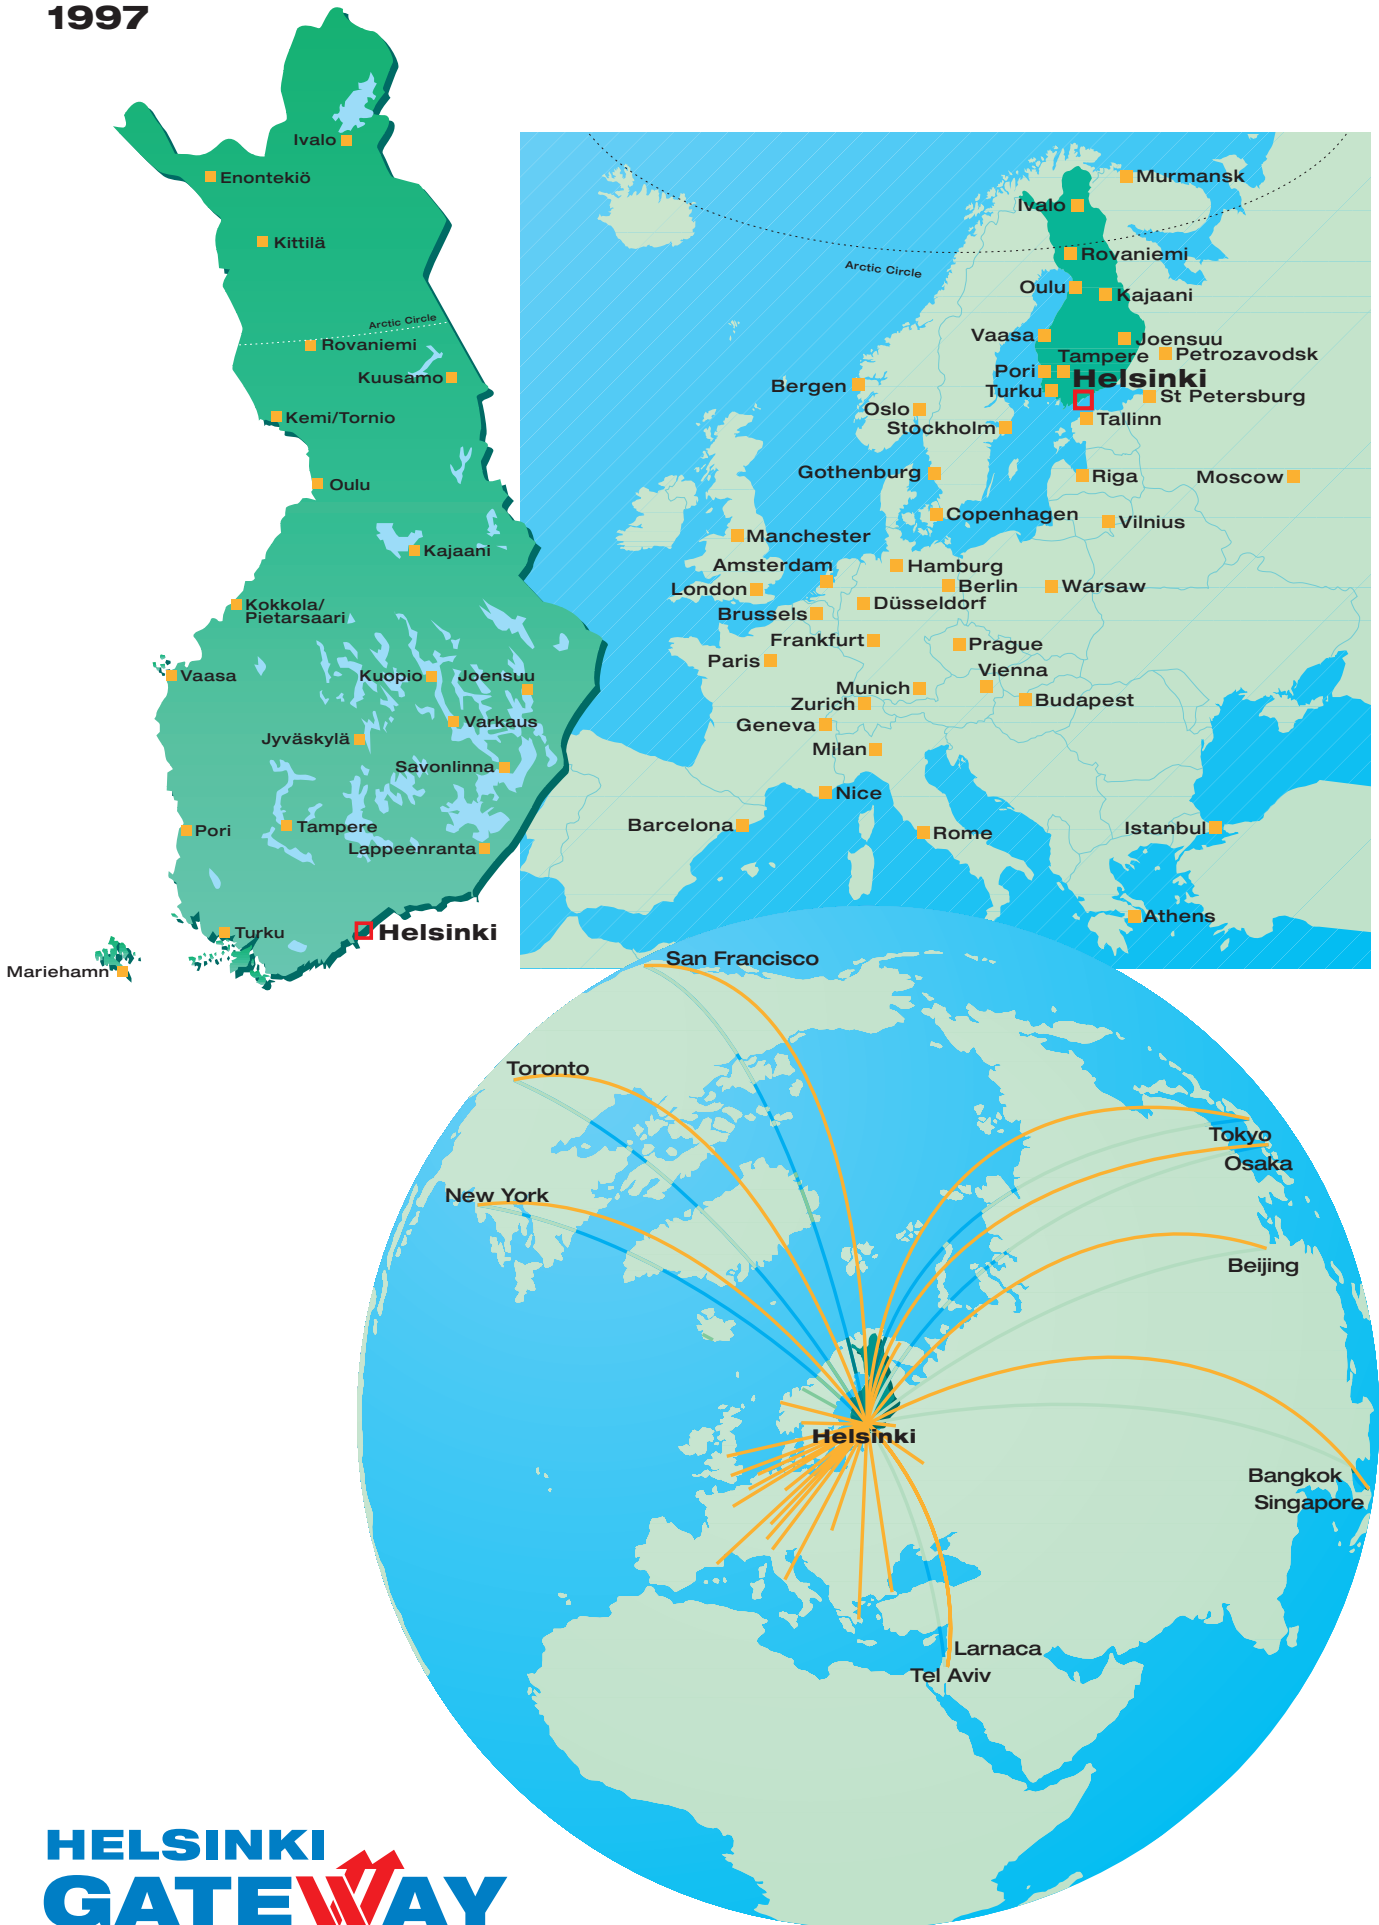 1997
Ivalo
Enontekiö
Kittilä
Arctic Circle
Rovaniemi
Kuusamo
Kemi/Tornio
Oulu
Kajaani
Kokkola/
Pietarsaari
Vaasa
Kuopio
Joensuu
Varkaus
Jyväskylä
Savonlinna
Pori
Tampere
Lappeenranta
Turku
Helsinki
Mariehamn
Murmansk
Ivalo
Rovaniemi
Arctic Circle
Oulu
Kajaani
Vaasa
Joensuu
Tampere
Petrozavodsk
Pori
Helsinki
Bergen
Turku
St Petersburg
Oslo
Stockholm
Tallinn
Gothenburg
Riga
Moscow
Copenhagen
Vilnius
Manchester
Amsterdam
Hamburg
London
Berlin
Warsaw
Düsseldorf
Brussels
Frankfurt
Prague
Paris
Vienna
Munich
Zurich
Budapest
Geneva
Milan
Nice
Barcelona
Rome
Istanbul
Athens
San Francisco
Toronto
Tokyo
Osaka
New York
Beijing
Helsinki
Bangkok
Singapore
Larnaca
Tel Aviv
HELSINKI
GATEWAY